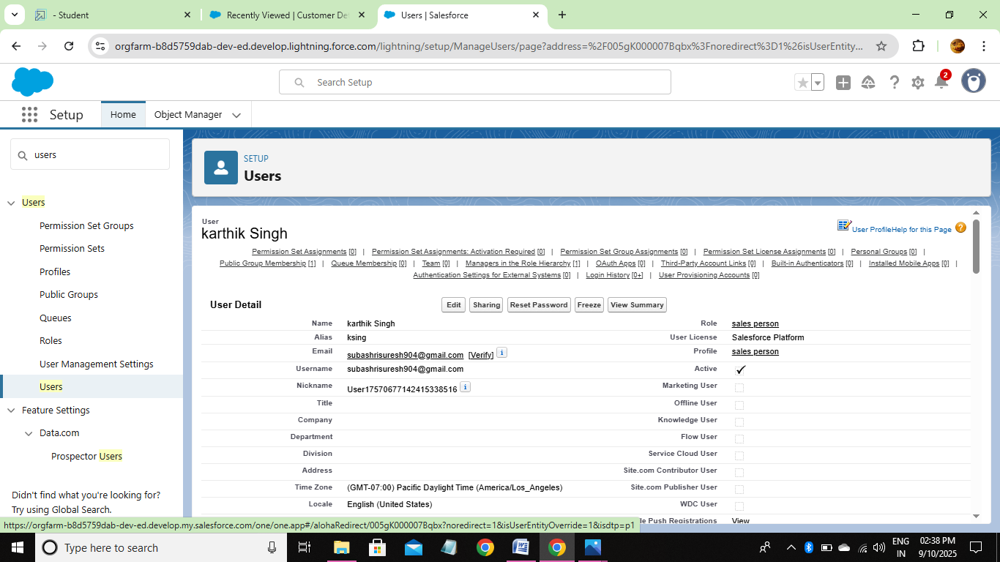 - Student
Recently Viewed | Customer De
Users | Salesforce
orgfarm-b8d5759dab-dev-ed.develop.lightning.force.com/lightning/setup/ManageUsers/page?address=%2F005gK000007Bqbx%3Fnoredirect%3D1%26isUserEntity...
Search Setup
2
Setup
Home
Object Manager
users
SETUP
Users
Users
Permission Set Groups
Permission Sets
Profiles
Public Groups
Queues
Roles
User Management Settings
Users
Feature Settings
Data.com
Prospector Users
Didn't find what you're looking for?
Try using Global Search.
User
karthik Singh
User Profile Help for this Page ?
Permission Set Assignments [0] | Permission Set Assignments: Activation Required [0] | Permission Set Group Assignments [0] | Permission Set License Assignments [0] | Personal Groups [0] |
Public Group Membership [1] | Queue Membership [0] | Team [0] | Managers in the Role Hierarchy [1] | OAuth Apps [0] | Third-Party Account Links [0] | Built-in Authenticators [0] | Installed Mobile Apps [0] |
Authentication Settings for External Systems [0] | Login History [0+] | User Provisioning Accounts [0]
User Detail
Edit Sharing Reset Password Freeze View Summary
Name karthik Singh Role sales person
Alias ksing User License Salesforce Platform
Email subashrisuresh904@gmail.com [Verify] i Profile sales person
Username subashrisuresh904@gmail.com Active
Nickname User17570677142415338516 i Marketing User
Title Offline User
Company Knowledge User
Department Flow User
Division Service Cloud User
Address Site.com Contributor User
Time Zone (GMT-07:00) Pacific Daylight Time (America/Los_Angeles) Site.com Publisher User
Locale English (United States) WDC User
le Push Registrations View
https://orgfarm-b8d5759dab-dev-ed.develop.my.salesforce.com/one/one.app#/alohaRedirect/005gK000007Bqbx?noredirect=1&isUserEntityOverride=1&isdtp=p1
Type here to search
ENG
IN
02:38 PM
9/10/2025